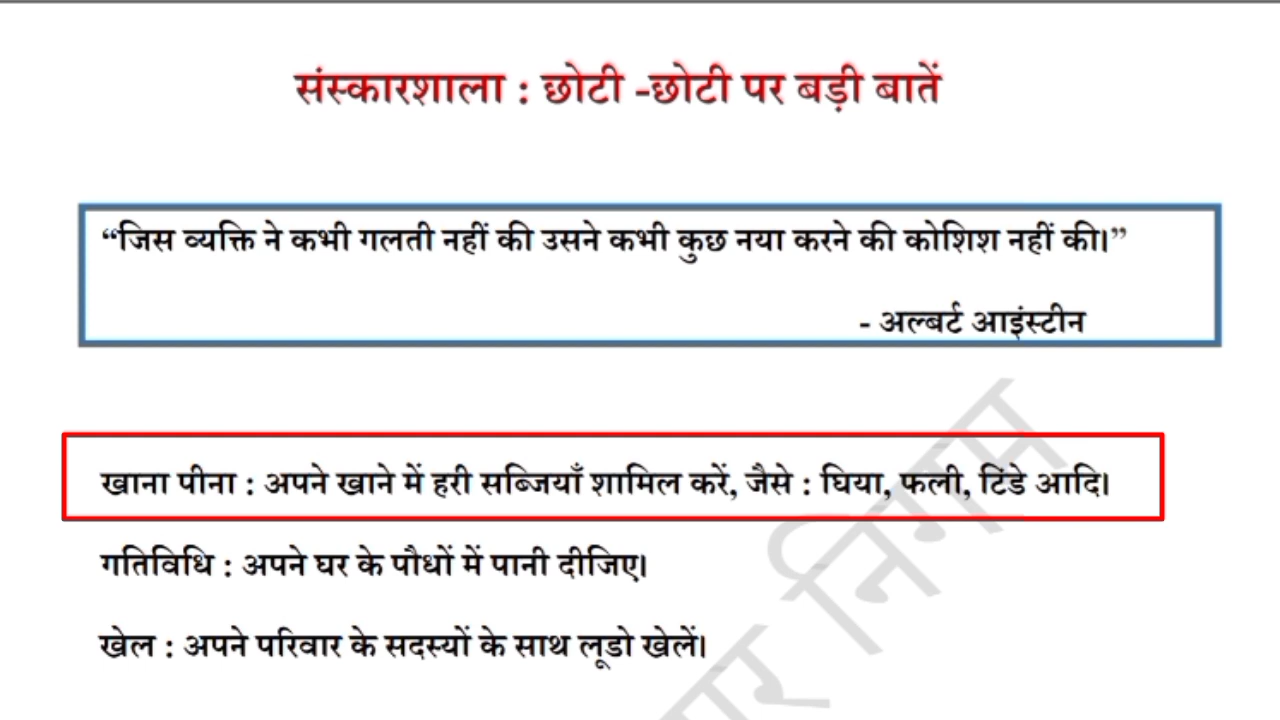 संस्कारशाला : छोटी -छोटी पर बड़ी बातें
“जिस व्यक्ति ने कभी गलती नहीं की उसने कभी कुछ नया करने की कोशिश नहीं की।”
- अल्बर्ट आइंस्टीन
खाना पीना : अपने खाने में हरी सब्जियाँ शामिल करें, जैसे : घिया, फली, टिंडे आदि।
गतिविधि : अपने घर के पौधों में पानी दीजिए।
खेल : अपने परिवार के सदस्यों के साथ लूडो खेलें।
निगम